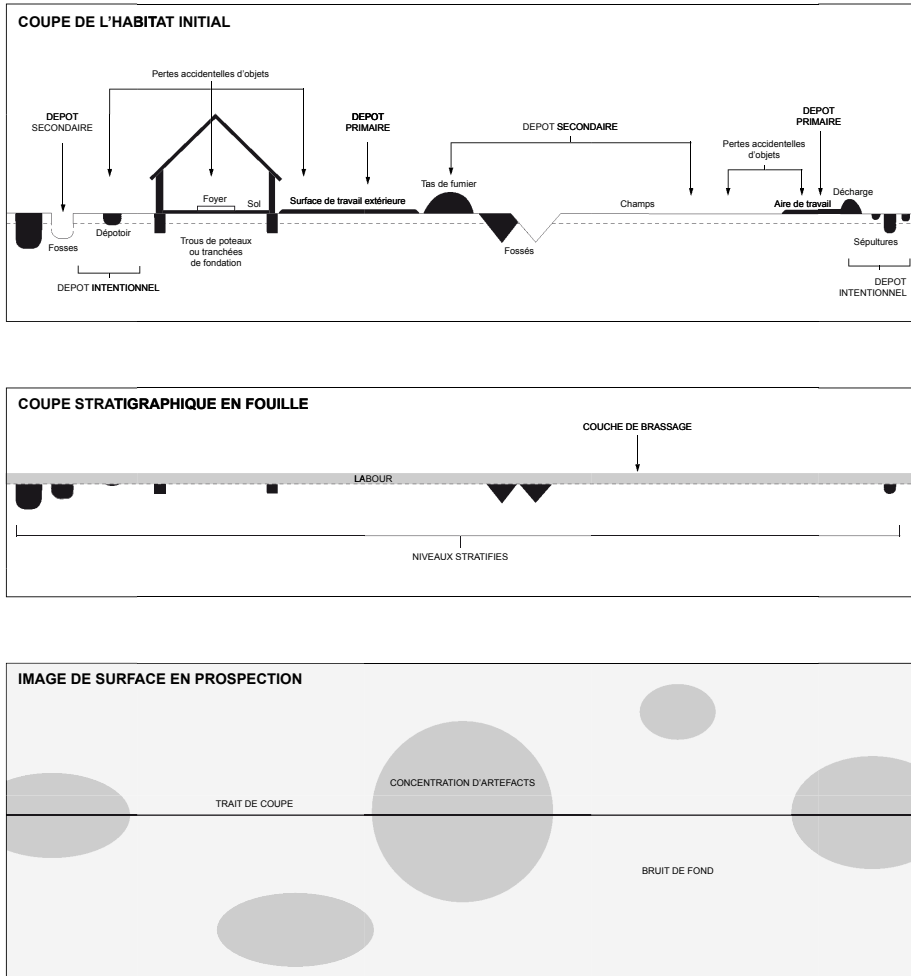 COUPE DE L'HABITAT INITIAL
Pertes accidentelles d'objets
DEPOT
SECONDAIRE
DEPOT
PRIMAIRE
DEPOT SECONDAIRE
DEPOT
PRIMAIRE
Pertes accidentelles
d'objets
Tas de fumier
Décharge
Foyer
Sol
Surface de travail extérieure
Champs
Aire de travail
Fosses
Dépotoir
Trous de poteaux
ou tranchées
de fondation
Fossés
Sépultures
DEPOT INTENTIONNEL
DEPOT
INTENTIONNEL
COUPE STRATIGRAPHIQUE EN FOUILLE
COUCHE DE BRASSAGE
LABOUR
NIVEAUX STRATIFIES
IMAGE DE SURFACE EN PROSPECTION
CONCENTRATION D'ARTEFACTS
TRAIT DE COUPE
BRUIT DE FOND